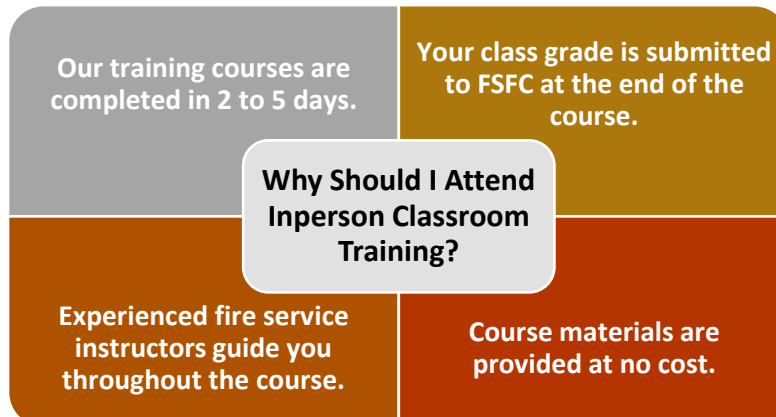 Our training courses are
completed in 2 to 5 days.
Your class grade is submitted
to FSFC at the end of the
course.
Why Should I Attend
Inperson Classroom
Training?
Experienced fire service
instructors guide you
throughout the course.
Course materials are
provided at no cost.